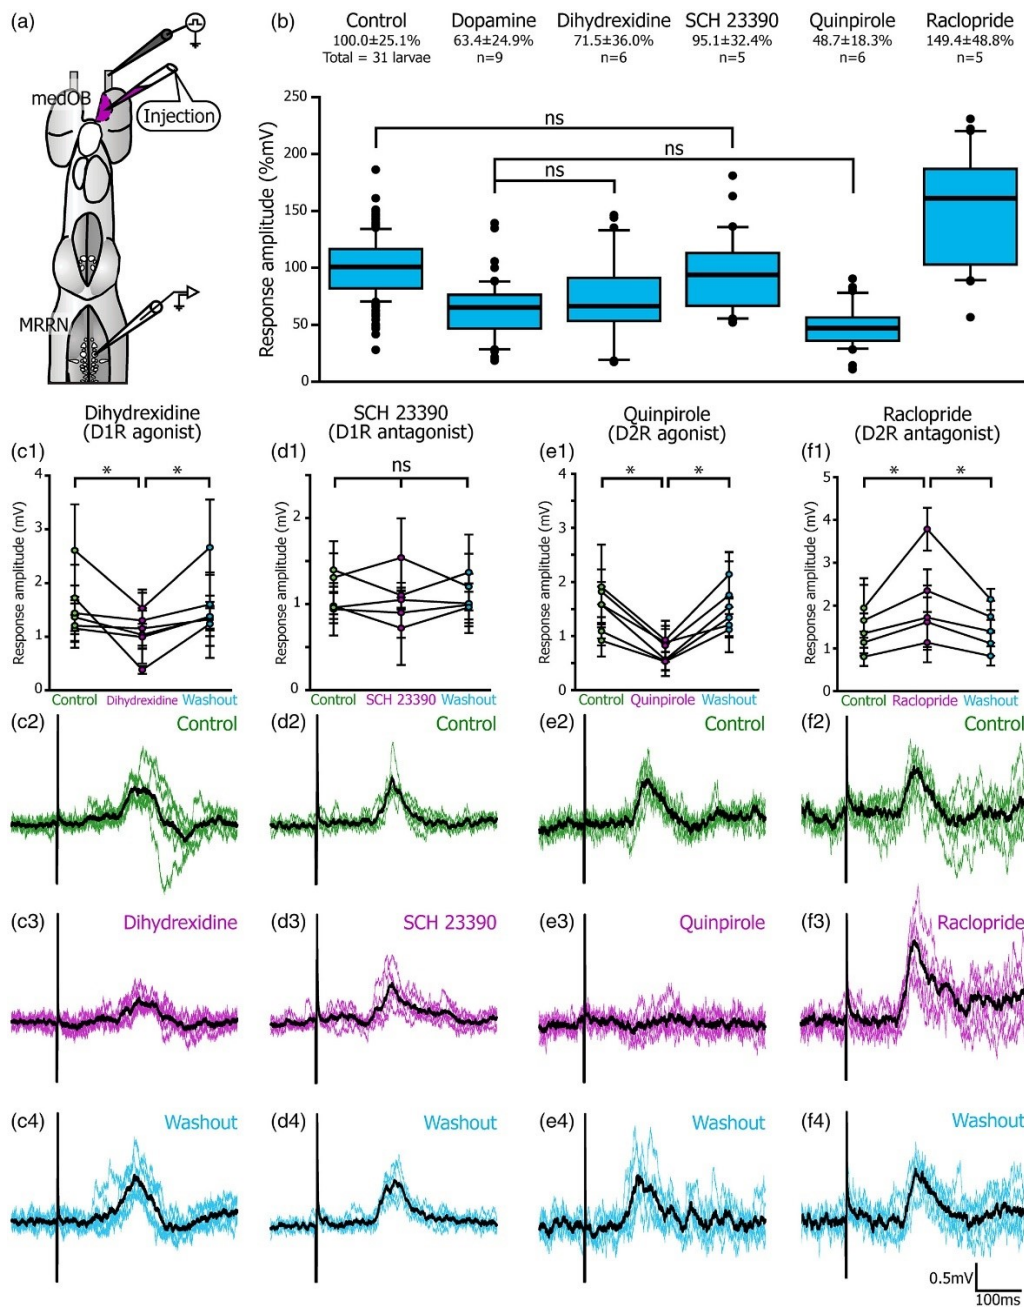 (a)
medOB
Injection
MRRN
(b)
Control Dopamine Dihydrexidine SCH 23390 Quinpirole Raclopride
100.0±25.1% 63.4±24.9% 71.5±36.0% 95.1±32.4% 48.7±18.3% 149.4±48.8%
Total = 31 larvae n=9 n=6 n=5 n=6 n=5
Response amplitude (%mV)
250
200
150
100
50
0
ns
ns
ns
Dihydrexidine
(D1R agonist)
(c1)
Response amplitude (mV)
4
3
2
1
0
* *
Control Dihydrexidine Washout
SCH 23390
(D1R antagonist)
(d1)
Response amplitude (mV)
2
1
0
ns
Control SCH 23390 Washout
Quinpirole
(D2R agonist)
(e1)
Response amplitude (mV)
4
3
2
1
0
* *
Control Quinpirole Washout
Raclopride
(D2R antagonist)
(f1)
Response amplitude (mV)
5
4
3
2
1
0
* *
Control Raclopride Washout
(c2) Control (d2) Control (e2) Control (f2) Control
(c3) Dihydrexidine (d3) SCH 23390 (e3) Quinpirole (f3) Raclopride
(c4) Washout (d4) Washout (e4) Washout (f4) Washout
0.5mV
100ms